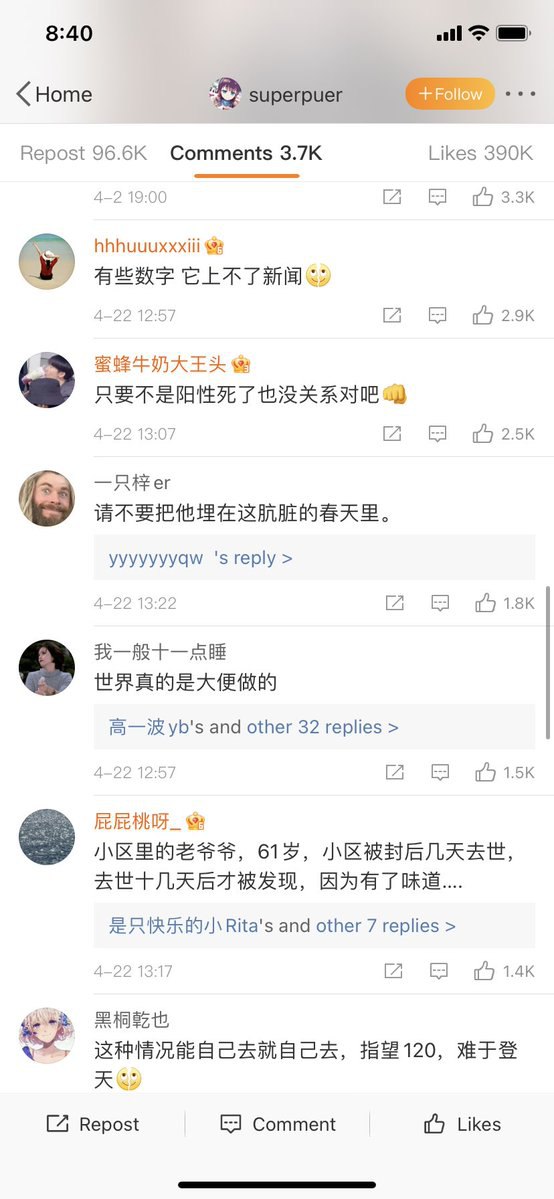 8:40
Home
superpuer
+Follow
Repost 96.6K
Comments 3.7K
Likes 390K
4-2 19:00
3.3K
hhhuuuxxxiii
有些数字 它上不了新闻
4-22 12:57
2.9K
蜜蜂牛奶大王头
只要不是阳性死了也没关系对吧
4-22 13:07
2.5K
一只梓er
请不要把他埋在这肮脏的春天里。
yyyyyyyqw 's reply >
4-22 13:22
1.8K
我一般十一点睡
世界真的是大便做的
高一波yb's and other 32 replies >
4-22 12:57
1.5K
屁屁桃呀_
小区里的老爷爷，61岁，小区被封后几天去世，
去世十几天后才被发现，因为有了味道....
是只快乐的小Rita's and other 7 replies >
4-22 13:17
1.4K
黑桐乾也
这种情况能自己去就自己去，指望120，难于登
天
Repost
Comment
Likes